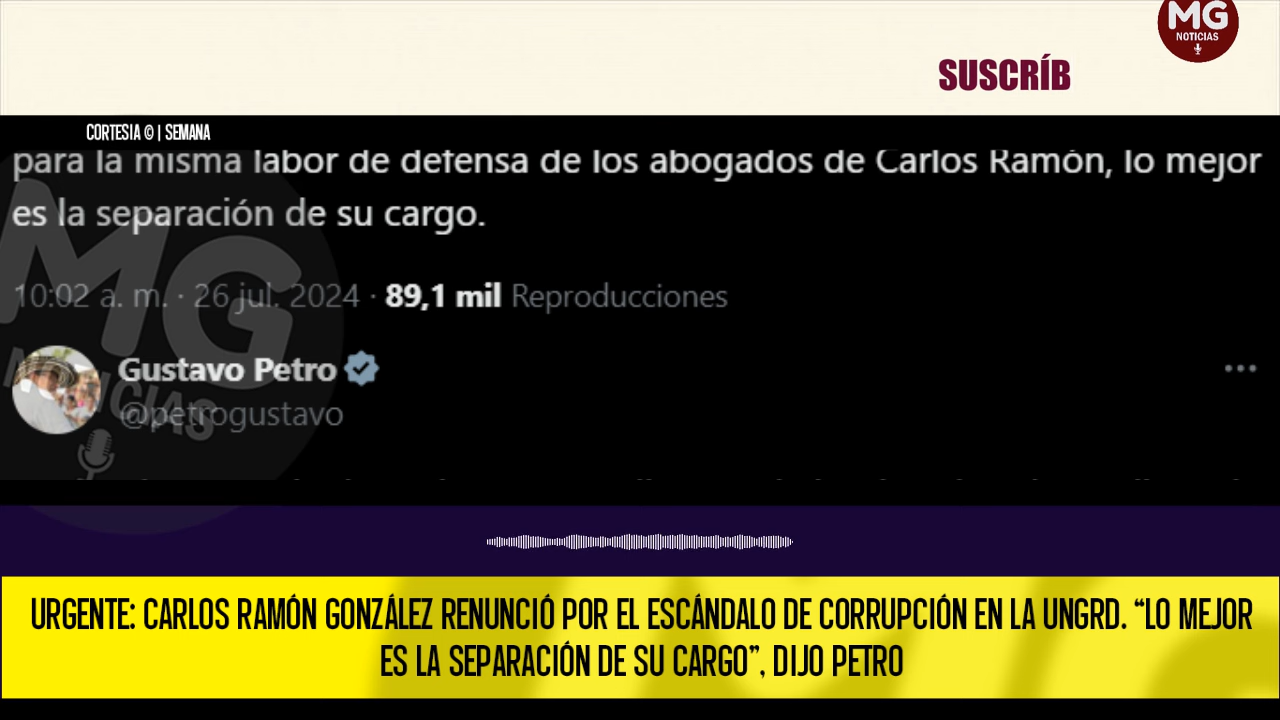 MG
NOTICIAS
SUSCRÍB
CORTESIA © | SEMANA
para la misma labor de defensa de los abogados de Carlos Ramón, lo mejor
es la separación de su cargo.
10:02 a. m. · 26 jul. 2024 · 89,1 mil Reproducciones
Gustavo Petro
@petrogustavo
MG
NOTICIAS
URGENTE: CARLOS RAMÓN GONZÁLEZ RENUNCIÓ POR EL ESCÁNDALO DE CORRUPCIÓN EN LA UNGRD. “LO MEJOR
ES LA SEPARACIÓN DE SU CARGO”, DIJO PETRO